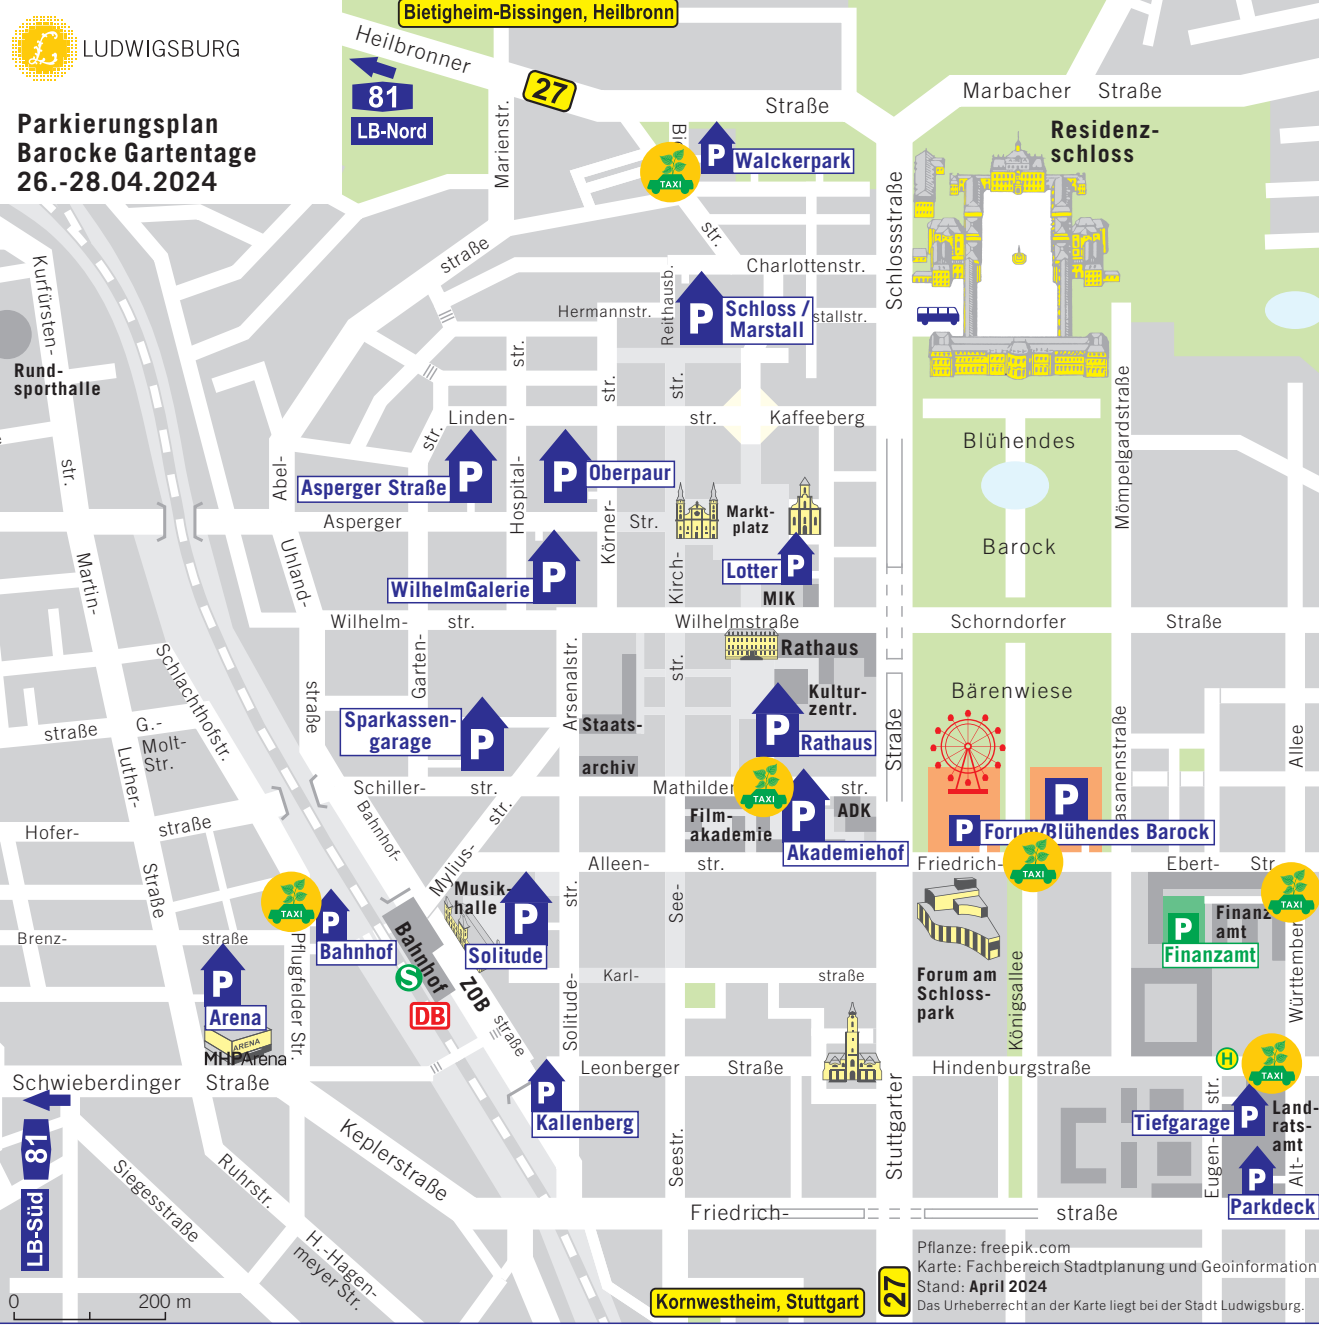 Bietigheim-Bissingen, Heilbronn
LUDWIGSBURG
Parkierungsplan
Barocke Gartentage
26.-28.04.2024
Heilbronner
Straße
27
81
LB-Nord
Marbacher Straße
Residenz-
schloss
Marienstr.
str.
TAXI
P
Walckerpark
Schlossstraße
Kurfürsten-
str.
Rund-
sporthalle
straße
Charlottenstr.
Reithausb.
Hermannstr.
P
Schloss /
Marstall
stallstr.
str.
str.
str.
Linden-
str.
Kaffeeberg
str.
Abel-
P
Asperger Straße
Hospital-
P
Oberpaur
Körner-
Asperger
Str.
Markt-
platz
Blühendes
Barock
Mömpelgardstraße
Martin-
Uhland-
P
WilhelmGalerie
Kirch-
P
Lotter
MIK
Wilhelm-
str.
Wilhelmstraße
Schorndorfer
Straße
Schlachthofstr.
Garten-
Arsenalstr.
str.
Rathaus
Kultur-
zentr.
Bärenwiese
straße
Sparkassen-
garage
P
Staats-
archiv
P
Rathaus
Straße
asanenstraße
Allee
straße
G.-
Molt-
Str.
Luther-
Schiller-
str.
Mathilden
TAXI
str.
Bahnhof-
str.
Film-
akademie
P
ADK
Akademiehof
P
P
Forum/Blühendes Barock
Hofer-
straße
Mylius-
Alleen-
str.
Friedrich-
TAXI
Ebert-
Str.
Straße
TAXI
P
Bahnhof
Musik-
halle
P
Solitude
str.
See-
P
Finanz
amt
Finanzamt
TAXI
Brenz-
straße
Pflugfelder Str.
Bahnhof
S
DB
ZOB
straße
Karl-
straße
Forum am
Schloss-
park
Königsallee
Württemberg
P
Arena
ARENA
MHPArena
Solitude-
Schwieberdinger
Straße
Leonberger
Straße
Hindenburgstraße
H
TAXI
81
LB-Süd
P
Kallenberg
Stuttgarter
str.
Tiefgarage
P
Land-
rats-
amt
Keplerstraße
Siegesstraße
Ruhrstr.
Seestr.
Eugen-
P
Parkdeck
Alt-
Friedrich-
straße
H.-Hagen-
meyer Str.
0
200 m
Kornwestheim, Stuttgart
27
Pflanze: freepik.com
Karte: Fachbereich Stadtplanung und Geoinformation
Stand: April 2024
Das Urheberrecht an der Karte liegt bei der Stadt Ludwigsburg.